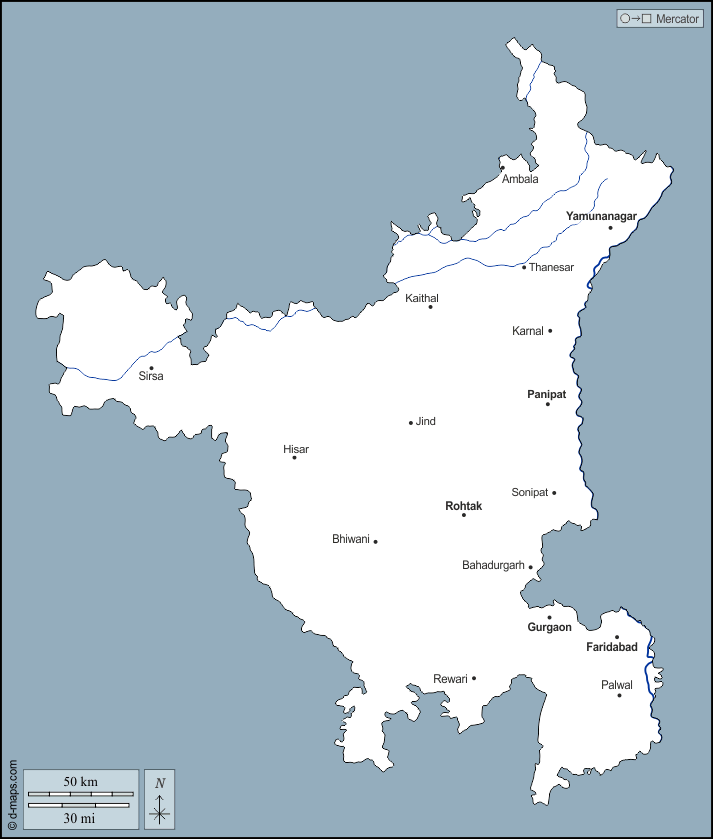 Mercator
Ambala
Yamunanagar
Thanesar
Kaithal
Karnal
Sirsa
Panipat
Jind
Hisar
Sonipat
Rohtak
Bhiwani
Bahadurgarh
Gurgaon
Faridabad
Rewari
Palwal
50 km
30 mi
N
© d-maps.com